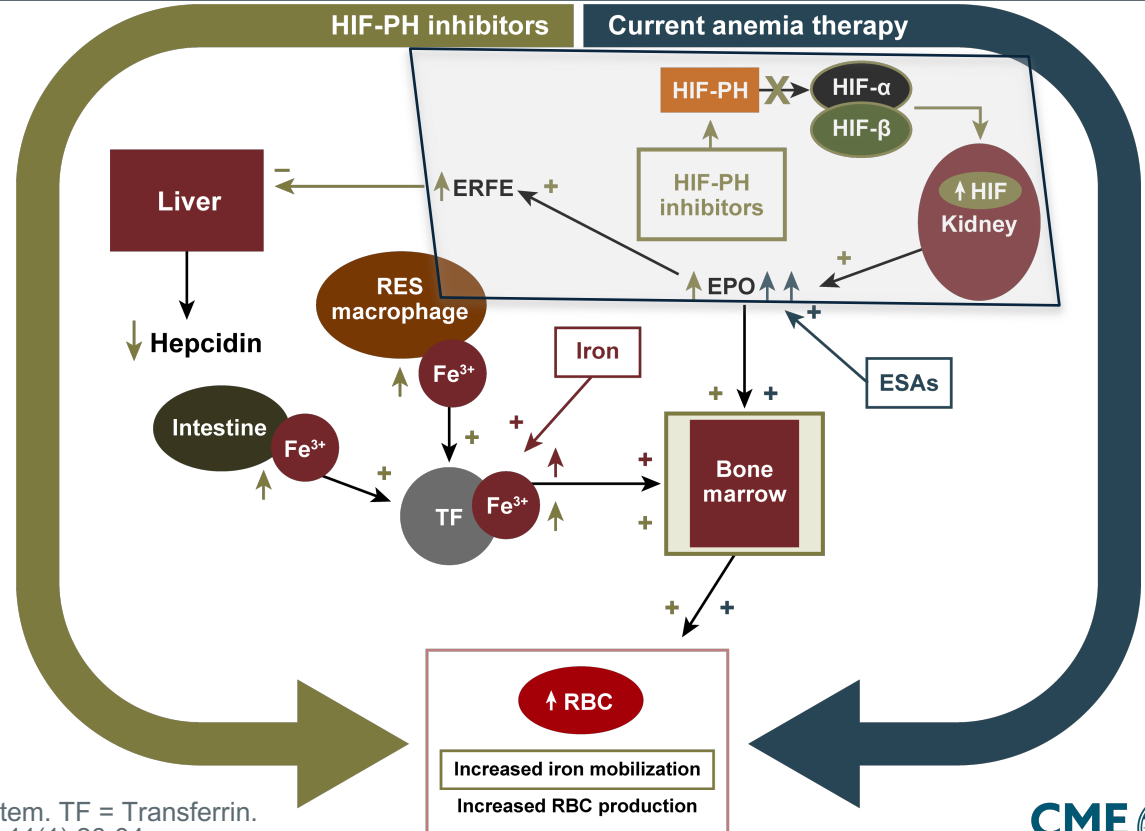 HIF-PH inhibitors
Current anemia therapy
HIF-PH
X
HIF-α
HIF-β
HIF-PH
inhibitors
HIF
Kidney
Liver
−
ERFE +
+
EPO
+
RES
macrophage
Hepcidin
Iron
ESAs
Fe³⁺
+ +
Intestine
Fe³⁺
+
+
+
TF
Fe³⁺
+
+
Bone
marrow
+ +
RBC
Increased iron mobilization
Increased RBC production
tem. TF = Transferrin.
CME